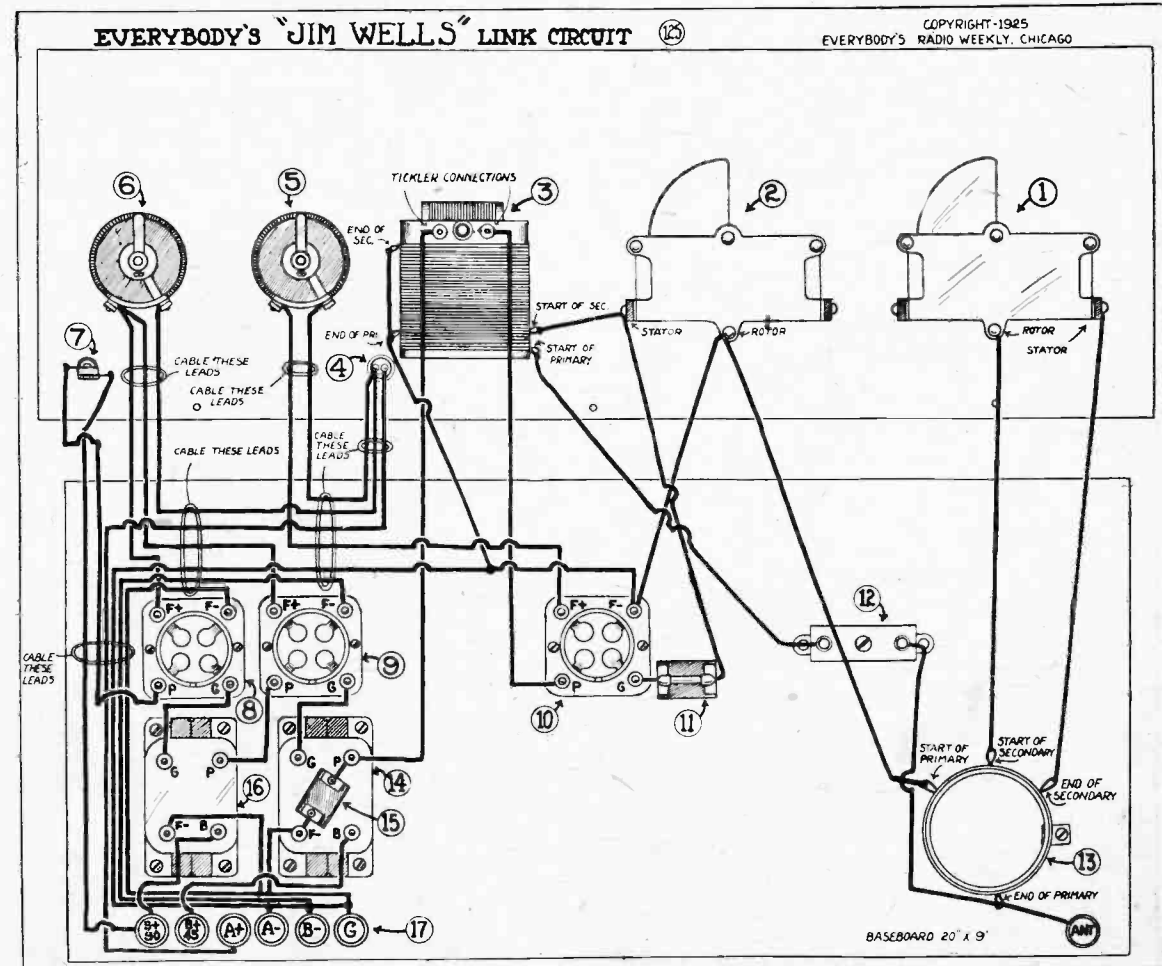 EVERYBODY'S "JIM WELLS" LINK CIRCUIT 125
COPYRIGHT-1925
EVERYBODY'S RADIO WEEKLY. CHICAGO
6
5
TICKLER CONNECTIONS
3
2
1
END OF
SEC.
START OF SEC.
STATOR
ROTOR
ROTOR
STATOR
7
END OF PRI.
START OF
PRIMARY
4
CABLE THESE
LEADS
CABLE THESE
LEADS
CABLE THESE LEADS
CABLE
THESE
LEADS
F+ F-
F+ F-
F+ F-
12
CABLE
THESE
LEADS
P G
8
P G
9
P G
10
11
G P
16
G P
14
15
F- B
F- B
START OF
PRIMARY
START OF
SECONDARY
END OF
SECONDARY
13
END OF PRIMARY
B+
90
B+
45
A+
A-
B-
G
17
ANT
BASEBOARD 20" X 9"